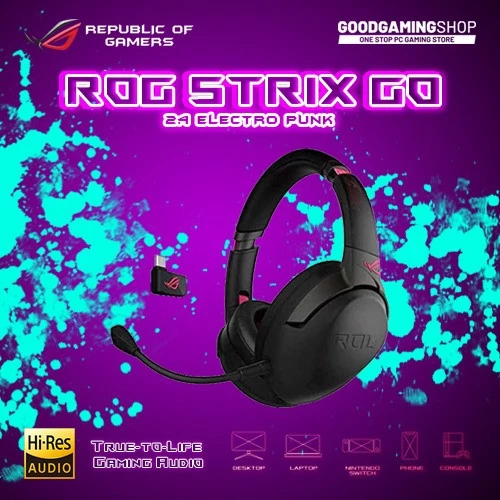 REPUBLIC OF
GAMERS
GOODGAMINGSHOP
ONE STOP PC GAMING STORE
ROG STRIX GO
2.4 ELECTRO PUNK
ROG
Hi-Res
AUDIO
TRUE-TO-LIFE
GAMING AUDIO
DESKTOP
LAPTOP
NINTENDO
SWITCH
PHONE
CONSOLE